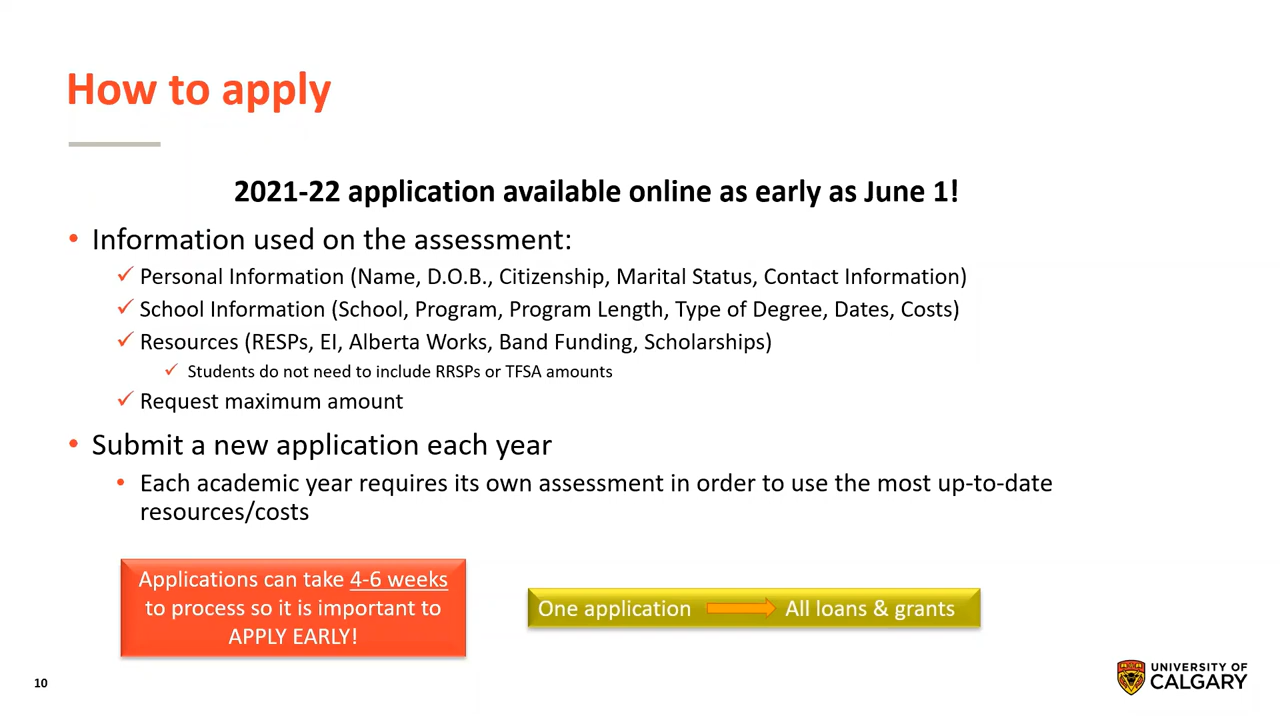 How to apply
2021-22 application available online as early as June 1!
• Information used on the assessment:
✓ Personal Information (Name, D.O.B., Citizenship, Marital Status, Contact Information)
✓ School Information (School, Program, Program Length, Type of Degree, Dates, Costs)
✓ Resources (RESPs, EI, Alberta Works, Band Funding, Scholarships)
✓ Students do not need to include RRSPs or TFSA amounts
✓ Request maximum amount
• Submit a new application each year
• Each academic year requires its own assessment in order to use the most up-to-date
resources/costs
Applications can take 4-6 weeks
to process so it is important to
APPLY EARLY!
One application All loans & grants
10
UNIVERSITY OF
CALGARY